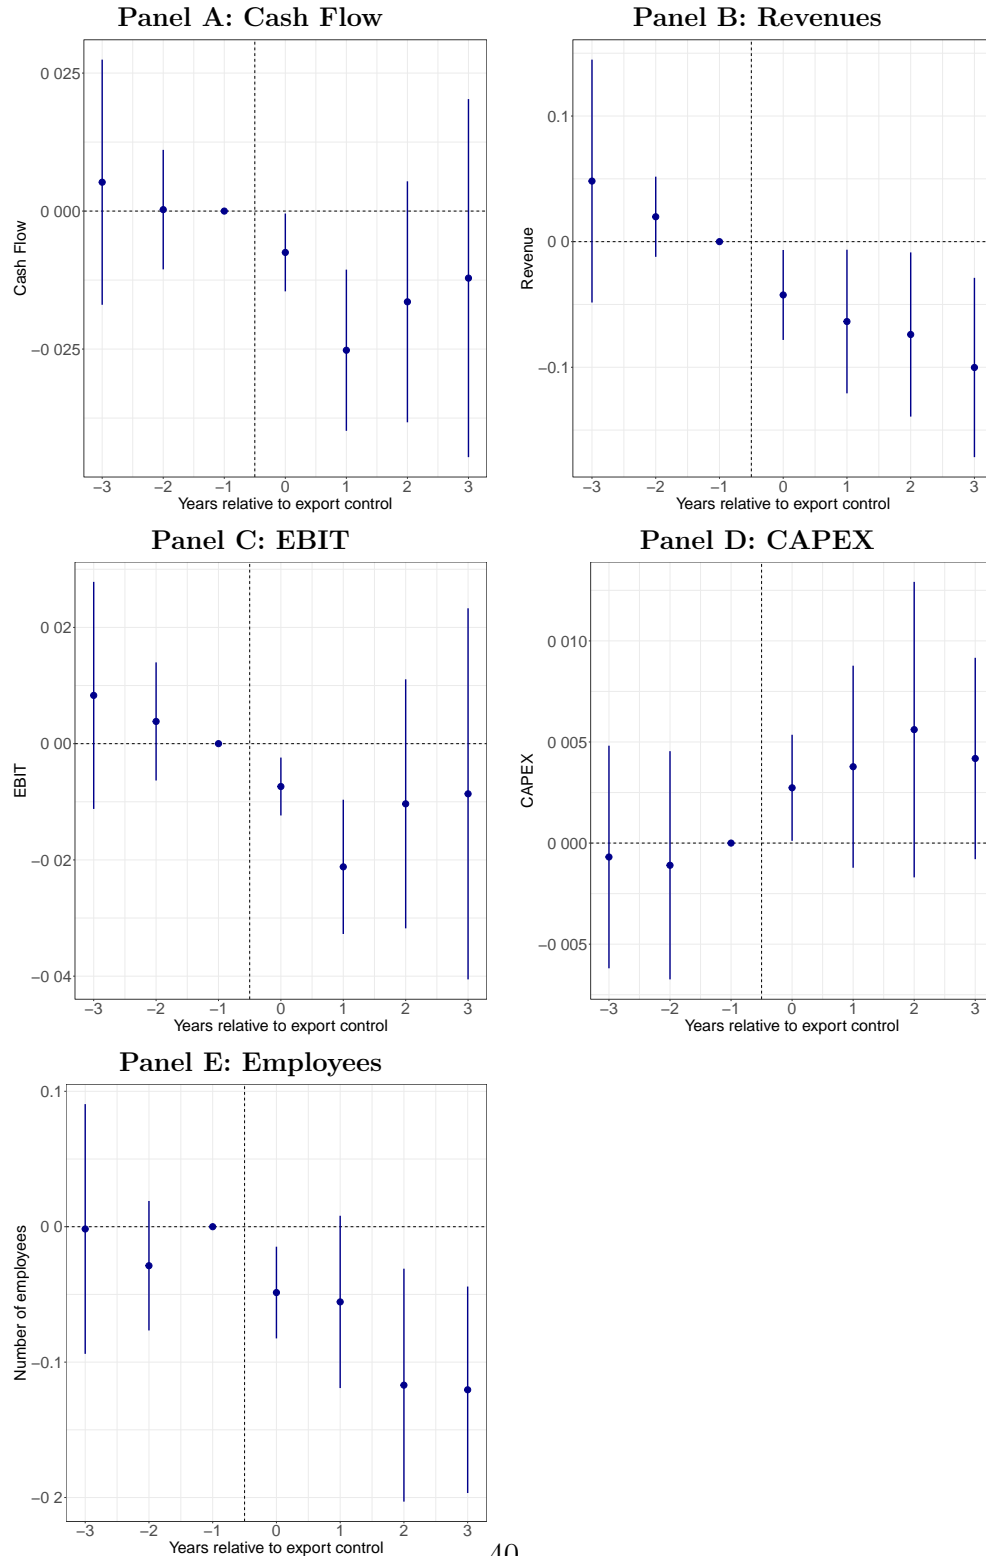 Panel A: Cash Flow
0 025
0 000
−0 025
Cash Flow
−3 −2 −1 0 1 2 3
Years relative to export control
Panel B: Revenues
0.1
0 0
−0.1
Revenue
−3 −2 −1 0 1 2 3
Years relative to export control
Panel C: EBIT
0 02
0 00
−0 02
−0 04
EBIT
−3 −2 −1 0 1 2 3
Years relative to export control
Panel D: CAPEX
0 010
0 005
0 000
−0 005
CAPEX
−3 −2 −1 0 1 2 3
Years relative to export control
Panel E: Employees
0.1
0 0
−0.1
−0 2
Number of employees
−3 −2 −1 0 1 2 3
Years relative to export control
40